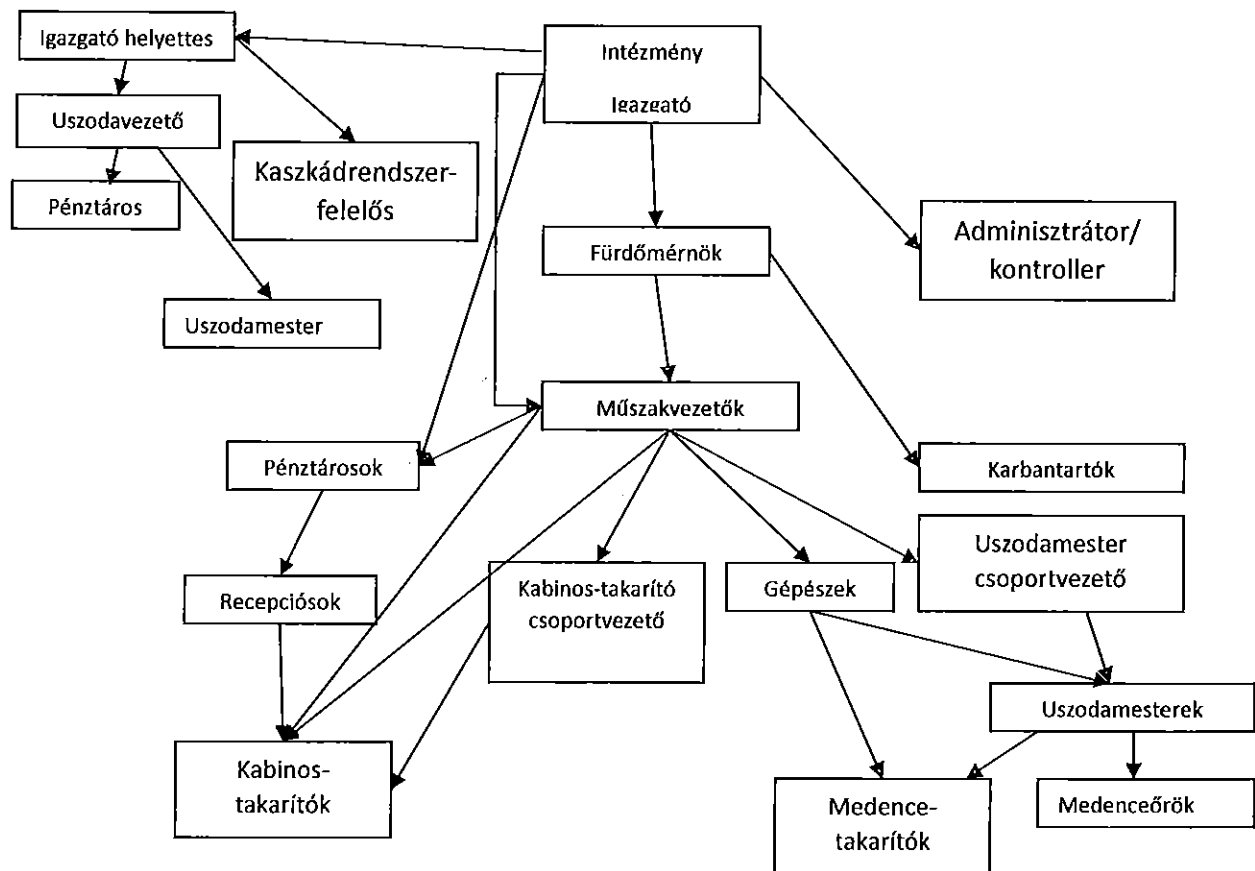 Igazgató helyettes
Intézmény
Igazgató
Uszodavezető
Kaszkádrendszer-
felelős
Pénztáros
Adminisztrátor/
kontroller
Fürdőmérnök
Uszodamester
Műszakvezetők
Pénztárosok
Karbantartók
Uszodamester
csoportvezető
Recepciósok
Kabinos-takarító
csoportvezető
Gépészek
Uszodamesterek
Kabinos-
takarítók
Medence-
takarítók
Medenceőrök